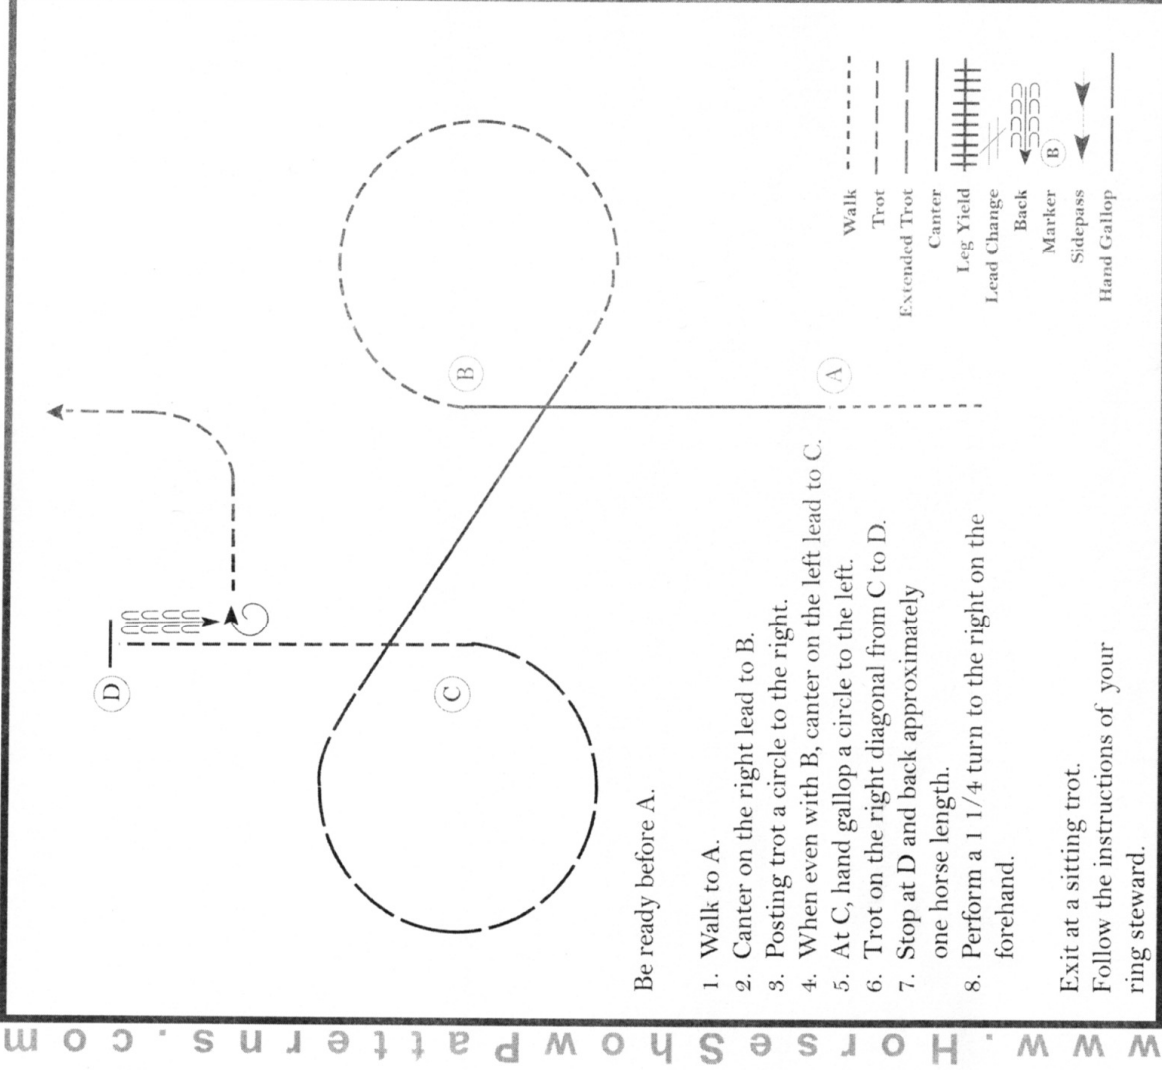 D
B
C
A
Be ready before A.
1. Walk to A.
2. Canter on the right lead to B.
3. Posting trot a circle to the right.
4. When even with B, canter on the left lead to C.
5. At C, hand gallop a circle to the left.
6. Trot on the right diagonal from C to D.
7. Stop at D and back approximately
one horse length.
8. Perform a 1 1/4 turn to the right on the
forehand.
Exit at a sitting trot.
Follow the instructions of your
ring steward.
Walk
Trot
Extended Trot
Canter
Leg Yield
Lead Change
Back
Marker B
Sidepass
Hand Gallop
www.HorseShowPatterns.com